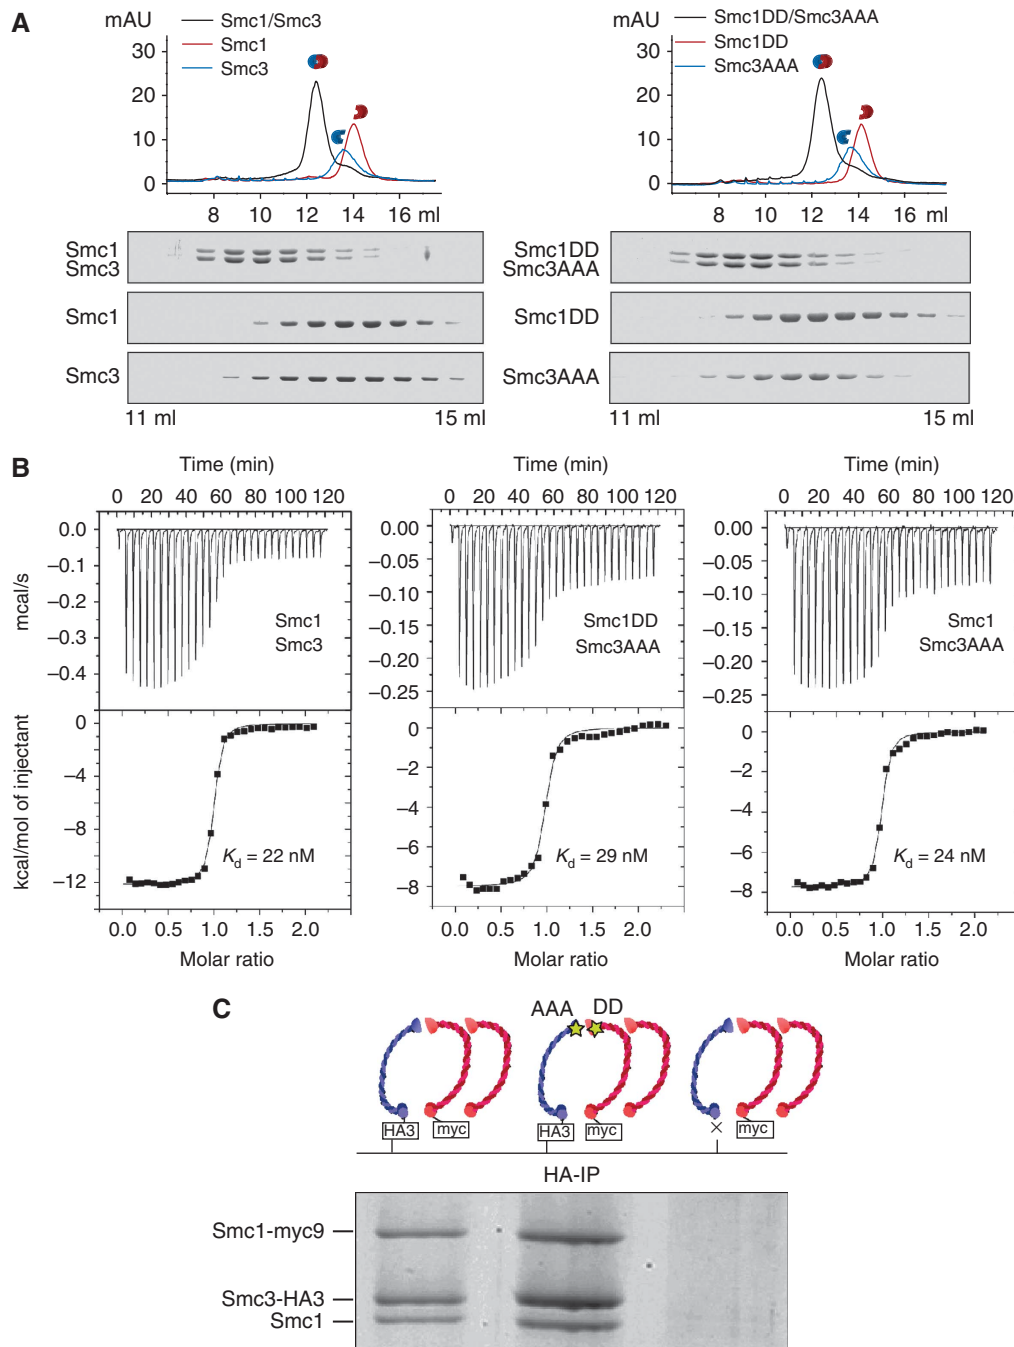 A
mAU
Smc1/Smc3
Smc1
Smc3
30
20
10
0
8 10 12 14 16 ml
mAU
Smc1DD/Smc3AAA
Smc1DD
Smc3AAA
30
20
10
0
8 10 12 14 16 ml
Smc1
Smc3
Smc1
Smc3
11 ml 15 ml
Smc1DD
Smc3AAA
Smc1DD
Smc3AAA
11 ml 15 ml
B
Time (min)
0 20 40 60 80 100 120
mcal/s
0.0
–0.1
–0.2
–0.3
–0.4
Smc1
Smc3
kcal/mol of injectant
0
–4
–8
–12
Kd = 22 nM
0.0 0.5 1.0 1.5 2.0
Molar ratio
Time (min)
0 20 40 60 80 100 120
0.00
–0.05
–0.10
–0.15
–0.20
–0.25
Smc1DD
Smc3AAA
0
–2
–4
–6
–8
Kd = 29 nM
0.0 0.5 1.0 1.5 2.0
Molar ratio
Time (min)
0 20 40 60 80 100 120
0.00
–0.05
–0.10
–0.15
–0.20
–0.25
Smc1
Smc3AAA
0
–2
–4
–6
–8
Kd = 24 nM
0.0 0.5 1.0 1.5 2.0
Molar ratio
C
AAA DD
HA3 myc
HA3 myc
× myc
HA-IP
Smc1-myc9
Smc3-HA3
Smc1